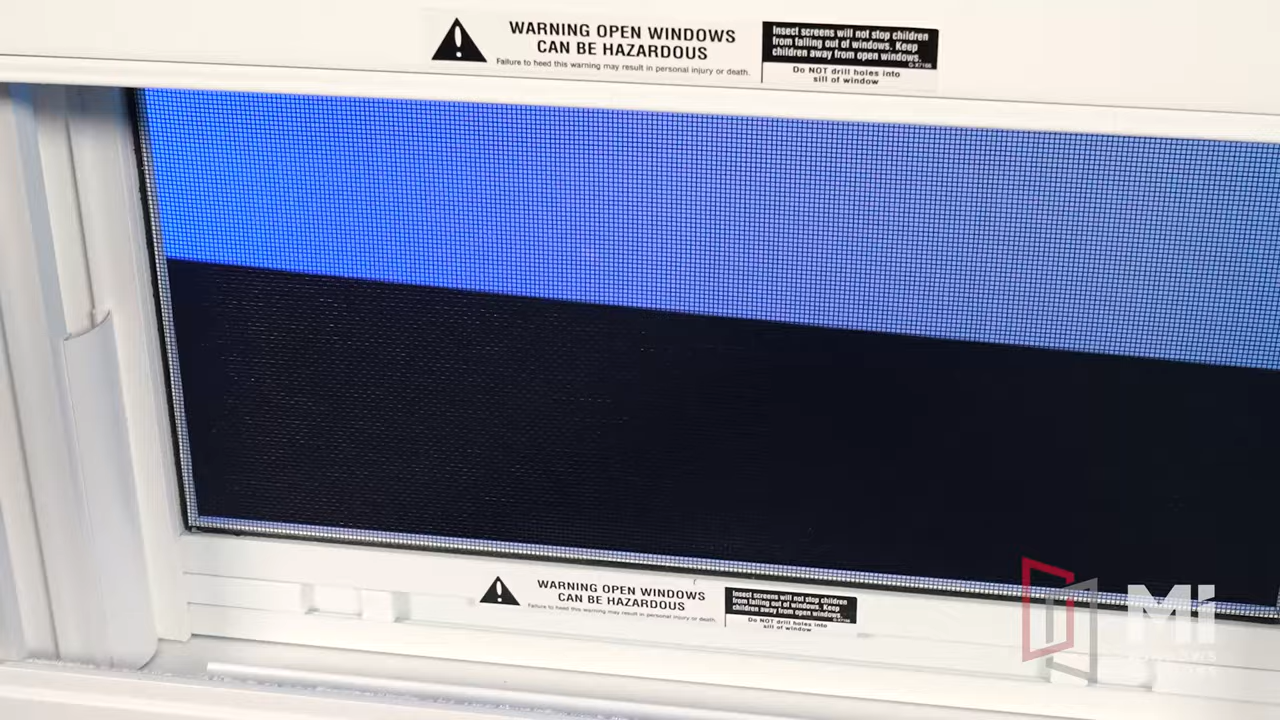 WARNING OPEN WINDOWS
CAN BE HAZARDOUS
Failure to heed this warning may result in personal injury or death.
Insect screens will not stop children
from falling out of windows. Keep
children away from open windows.
G-X7166
Do NOT drill holes into
sill of window
WARNING OPEN WINDOWS
CAN BE HAZARDOUS
Failure to heed this warning may result in personal injury or death.
Insect screens will not stop children
from falling out of windows. Keep
children away from open windows.
G-X7166
Do NOT drill holes into
sill of window
Mi